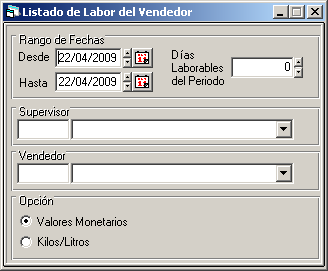 Listado de Labor del Vendedor
Rango de Fechas
Desde 22/04/2009
Hasta 22/04/2009
Días
Laborables
del Periodo
0
Supervisor
Vendedor
Opción
Valores Monetarios
Kilos/Litros